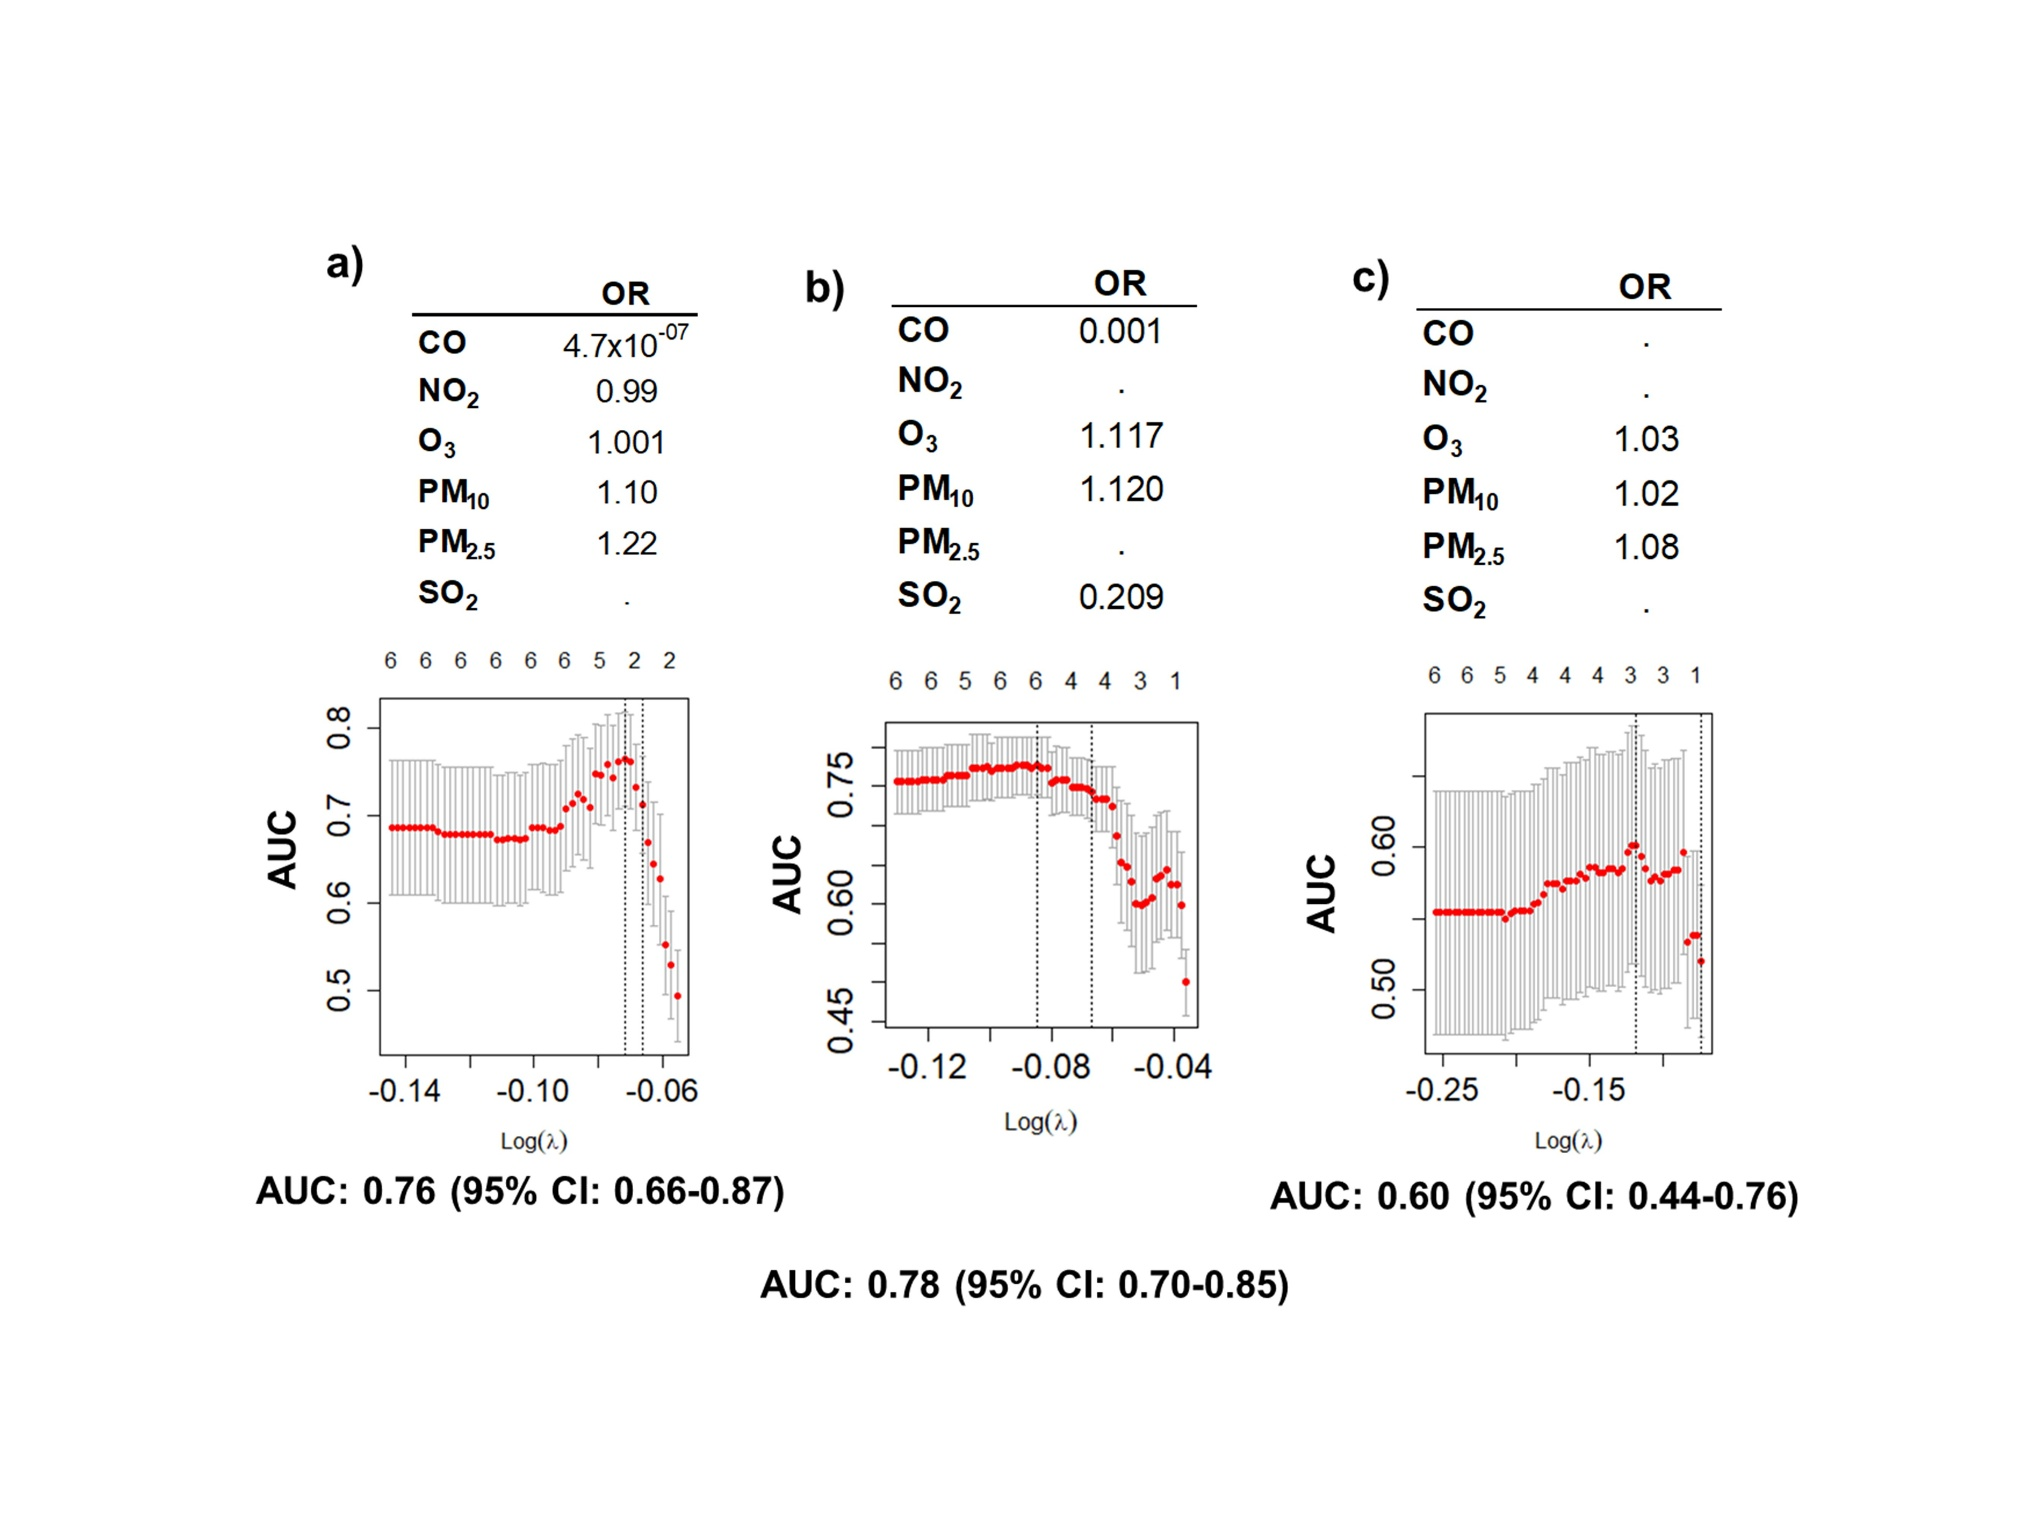 a)
OR
CO 4.7x10-07
NO2 0.99
O3 1.001
PM10 1.10
PM2.5 1.22
SO2 .
6 6 6 6 6 6 5 2 2
AUC
0.8
0.7
0.6
0.5
-0.14 -0.10 -0.06
Log(λ)
AUC: 0.76 (95% CI: 0.66-0.87)
b)
OR
CO 0.001
NO2 .
O3 1.117
PM10 1.120
PM2.5 .
SO2 0.209
6 6 5 6 6 4 4 3 1
AUC
0.75
0.60
0.45
-0.12 -0.08 -0.04
Log(λ)
AUC: 0.78 (95% CI: 0.70-0.85)
c)
OR
CO .
NO2 .
O3 1.03
PM10 1.02
PM2.5 1.08
SO2 .
6 6 5 4 4 4 3 3 1
AUC
0.60
0.50
-0.25 -0.15
Log(λ)
AUC: 0.60 (95% CI: 0.44-0.76)